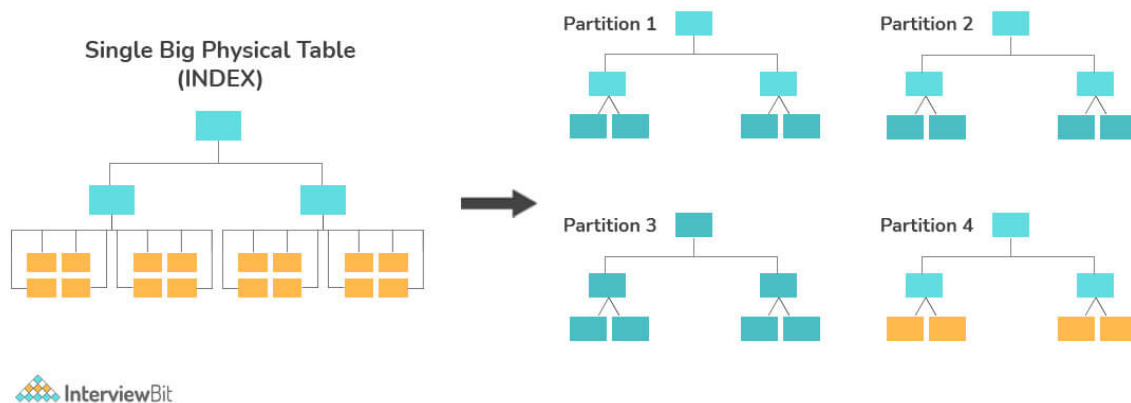 Single Big Physical Table
(INDEX)
Partition 1
Partition 2
Partition 3
Partition 4
InterviewBit